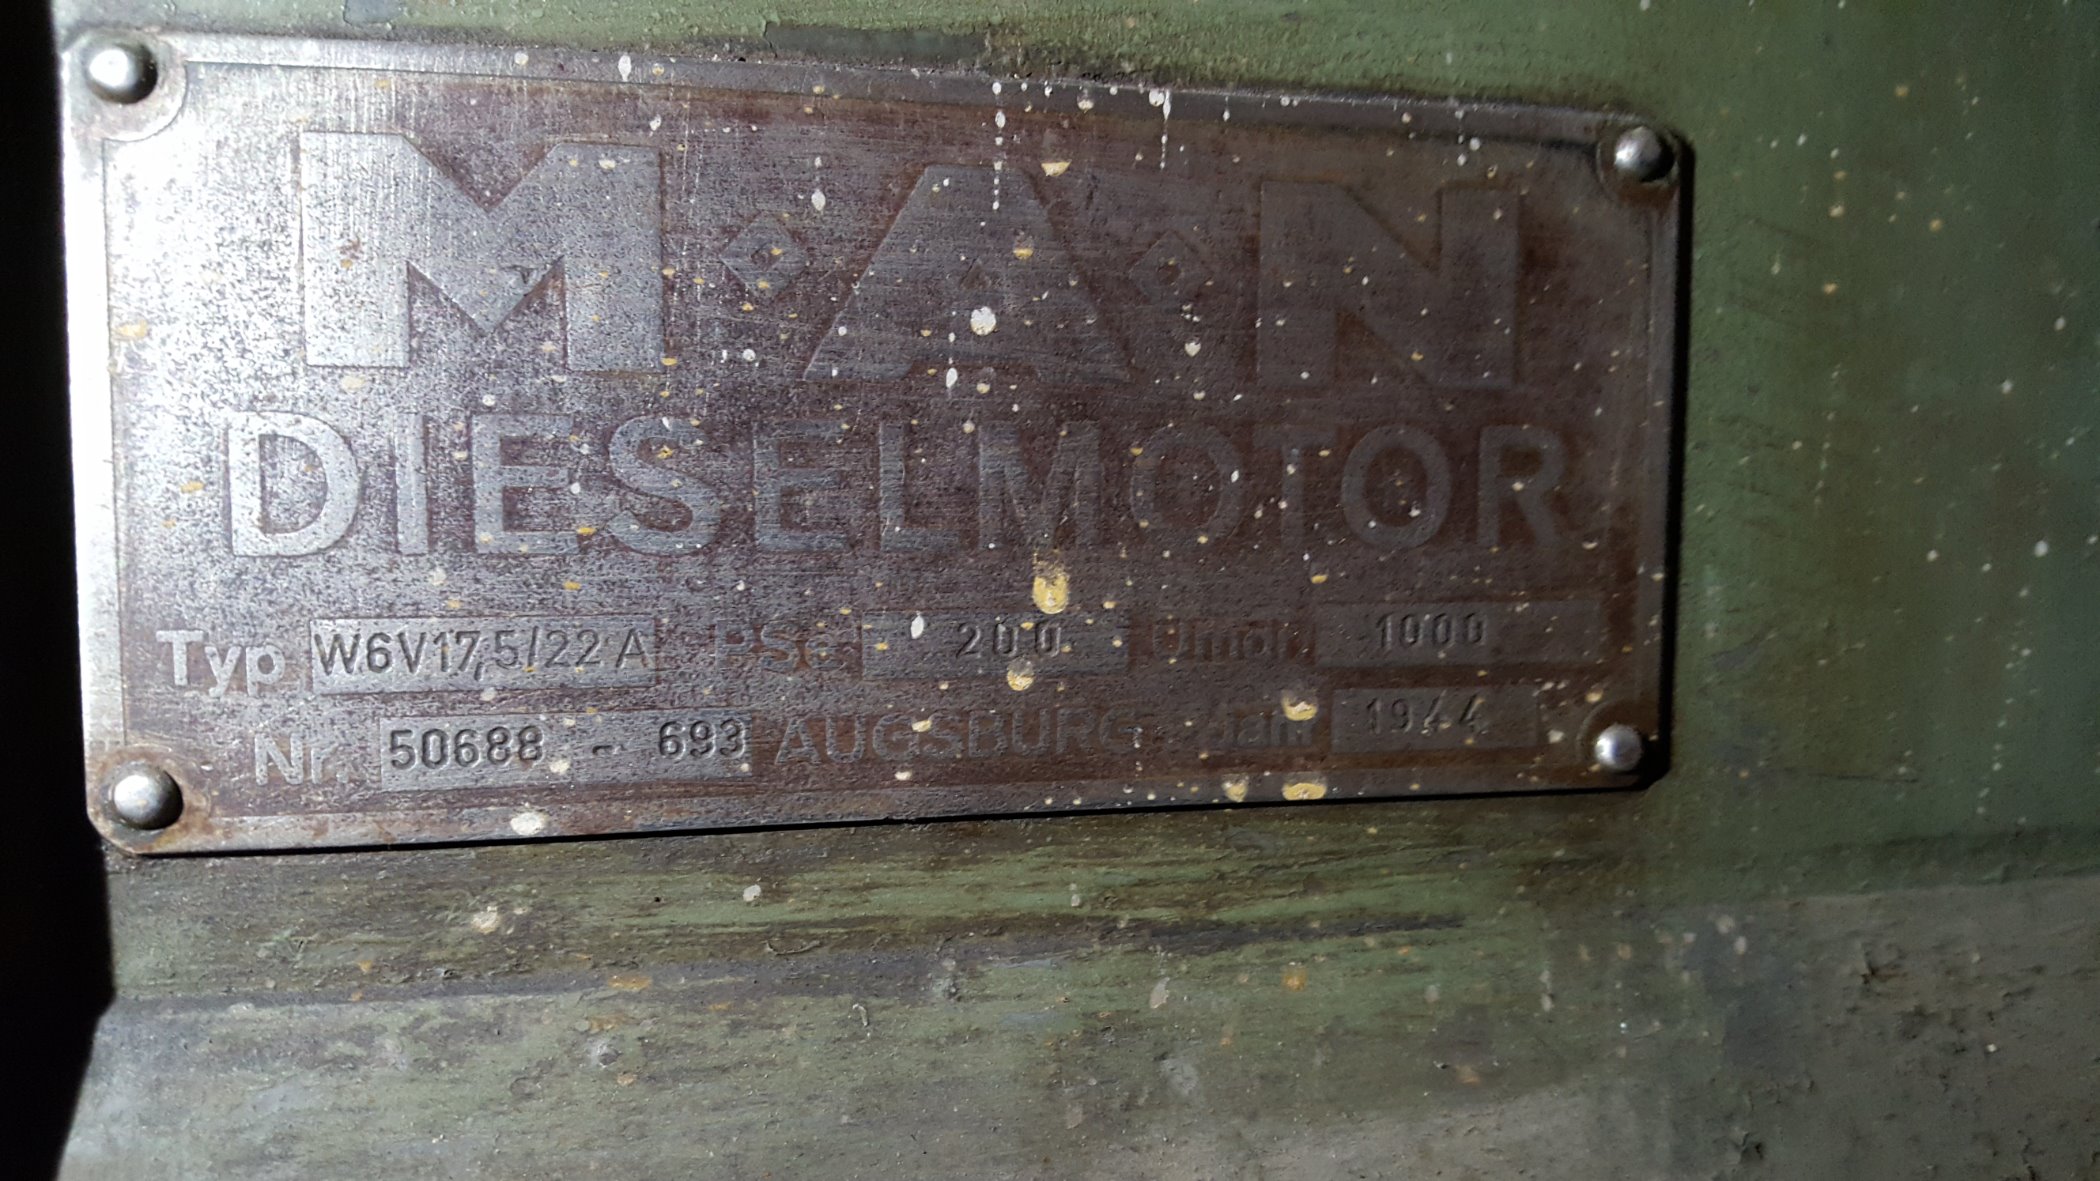 M·A·N
DIESELMOTOR
Typ W6V17,5/22 A PSe 200 Umdr. 1000
Nr. 50688 - 693 AUGSBURG Jahr 1944